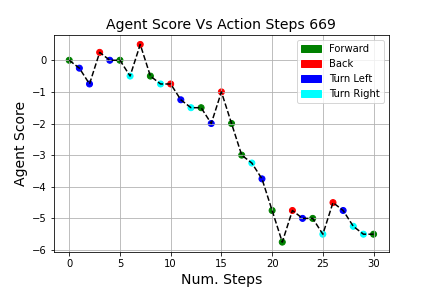 Agent Score Vs Action Steps 669
Forward
Back
Turn Left
Turn Right
Agent Score
0
−1
−2
−3
−4
−5
−6
0 5 10 15 20 25 30
Num. Steps